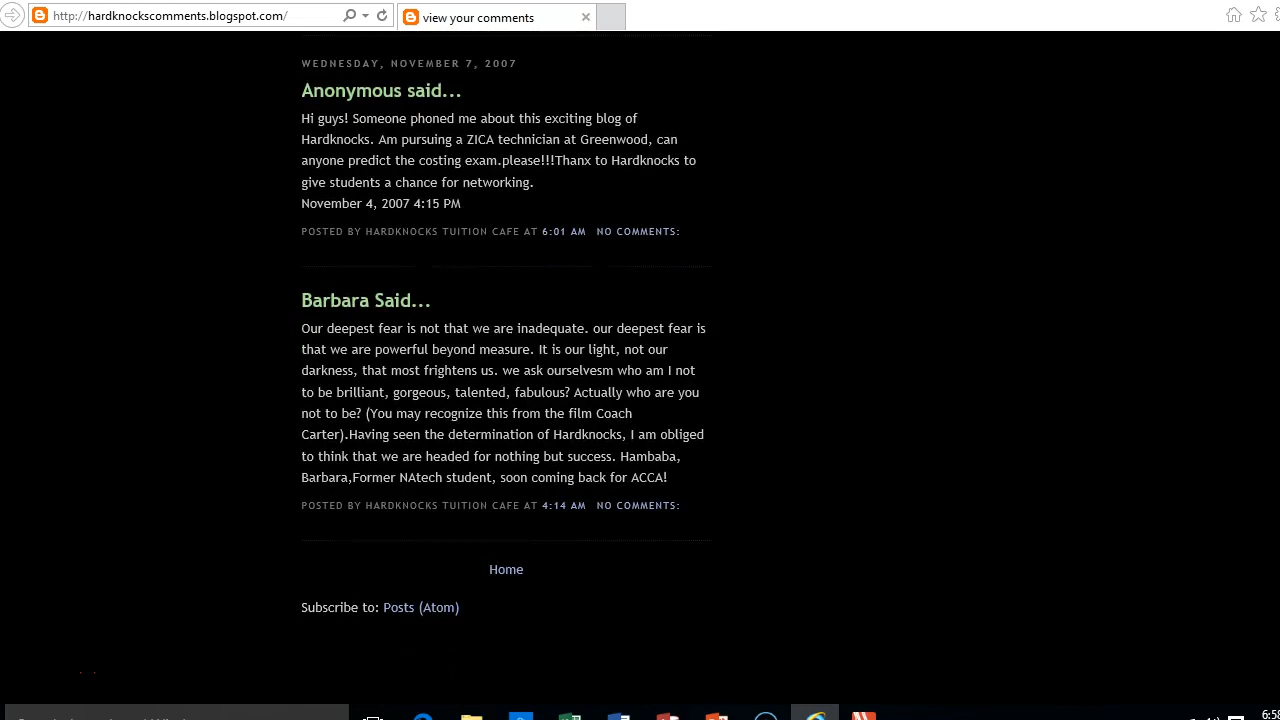 http://hardknockscomments.blogspot.com/
view your comments
WEDNESDAY, NOVEMBER 7, 2007
Anonymous said...
Hi guys! Someone phoned me about this exciting blog of
Hardknocks. Am pursuing a ZICA technician at Greenwood, can
anyone predict the costing exam.please!!!Thanx to Hardknocks to
give students a chance for networking.
November 4, 2007 4:15 PM
POSTED BY HARDKNOCKS TUITION CAFE AT 6:01 AM NO COMMENTS:
Barbara Said...
Our deepest fear is not that we are inadequate. our deepest fear is
that we are powerful beyond measure. It is our light, not our
darkness, that most frightens us. we ask ourselvesm who am I not
to be brilliant, gorgeous, talented, fabulous? Actually who are you
not to be? (You may recognize this from the film Coach
Carter).Having seen the determination of Hardknocks, I am obliged
to think that we are headed for nothing but success. Hambaba,
Barbara,Former NAtech student, soon coming back for ACCA!
POSTED BY HARDKNOCKS TUITION CAFE AT 4:14 AM NO COMMENTS:
Home
Subscribe to: Posts (Atom)